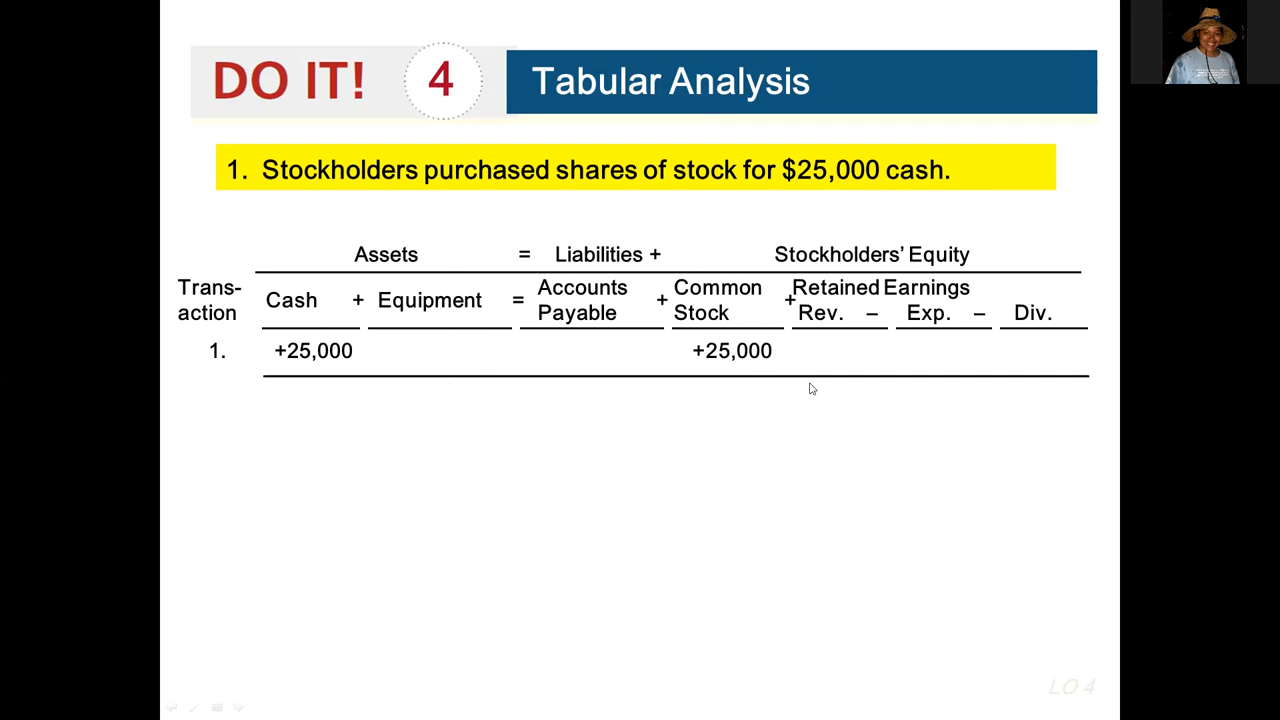 DO IT! 4 Tabular Analysis
1. Stockholders purchased shares of stock for $25,000 cash.
Assets = Liabilities + Stockholders’ Equity
Trans-
action
Cash + Equipment =
Accounts
Payable
+
Common
Stock
+
Retained Earnings
Rev. – Exp. – Div.
1. +25,000 +25,000
LO 4